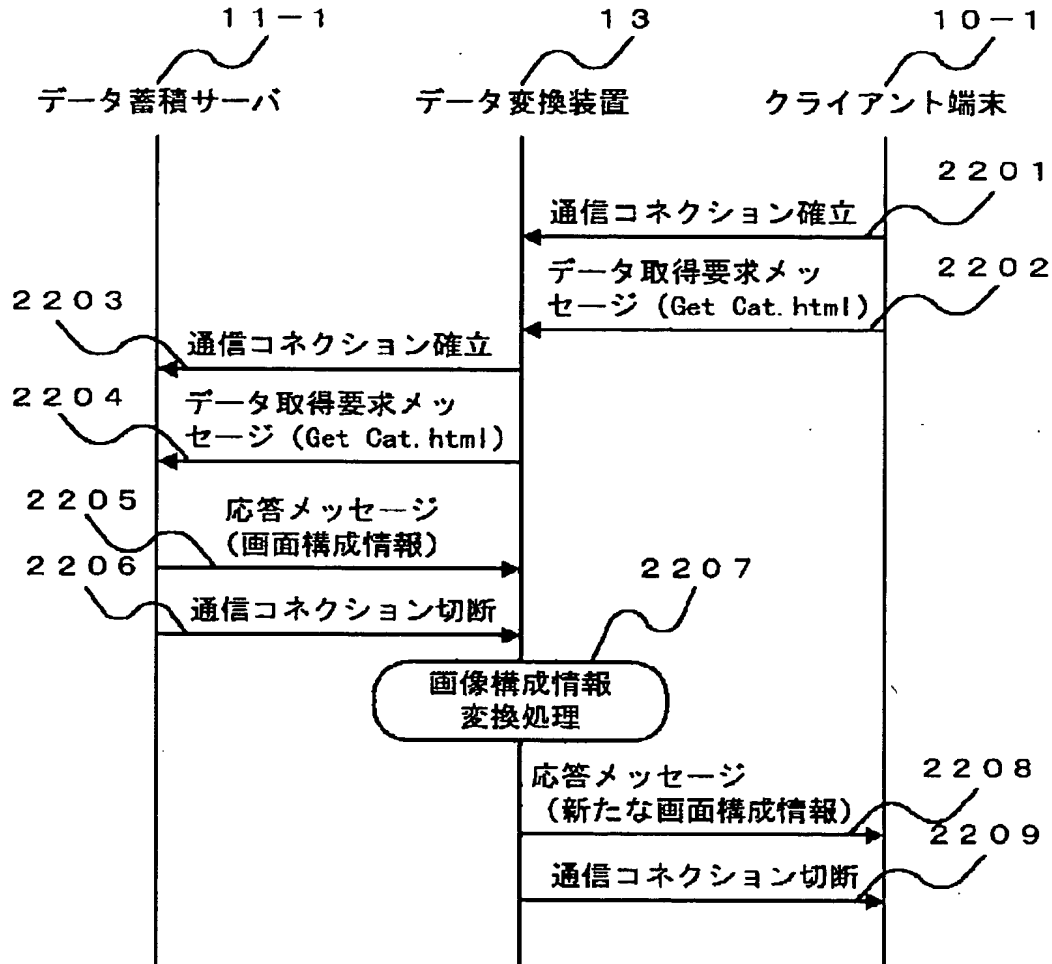 １１－１
１３
１０－１
データ蓄積サーバ
データ変換装置
クライアント端末
２２０１
通信コネクション確立
２２０２
データ取得要求メッ
セージ (Get Cat.html)
２２０３
通信コネクション確立
２２０４
データ取得要求メッ
セージ (Get Cat.html)
２２０５
応答メッセージ
(画面構成情報)
２２０６
通信コネクション切断
２２０７
画像構成情報
変換処理
応答メッセージ
(新たな画面構成情報)
２２０８
２２０９
通信コネクション切断